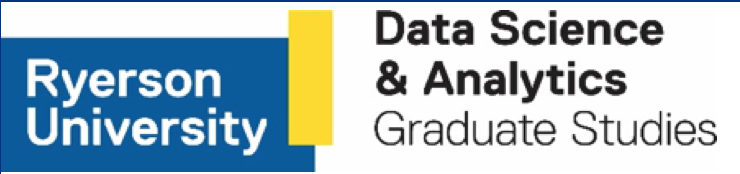 Ryerson
University
Data Science
& Analytics
Graduate Studies